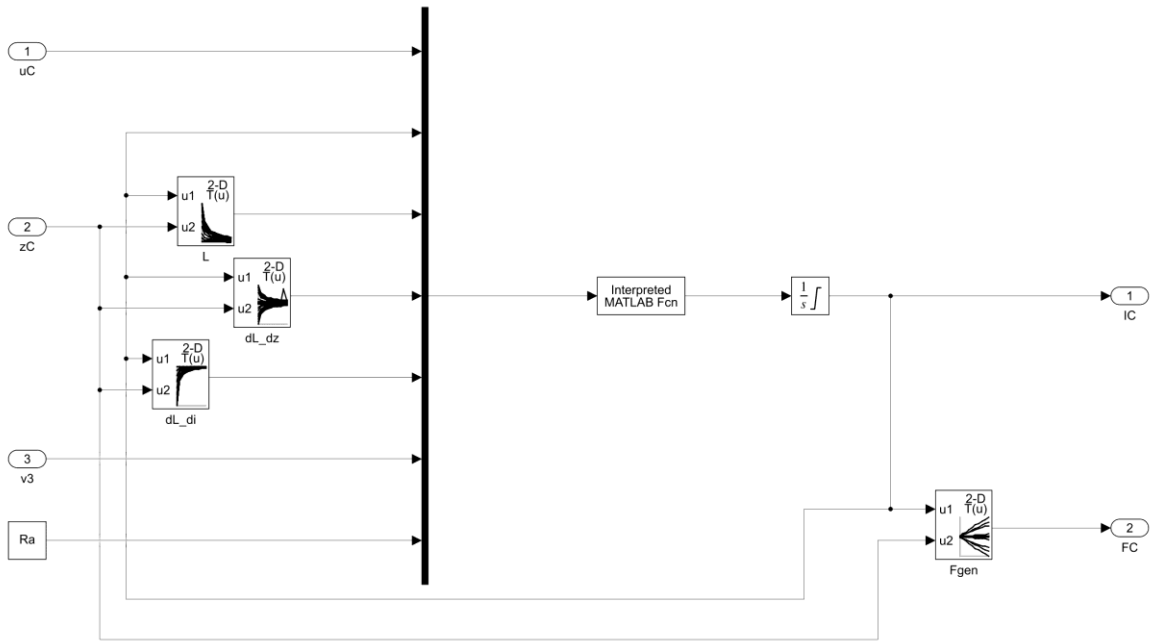 1
uC
2-D
T(u)
u1
u2
L
2
zC
2-D
T(u)
u1
u2
dL_dz
2-D
T(u)
u1
u2
dL_di
3
v3
Ra
Interpreted
MATLAB Fcn
1
s
1
IC
2-D
T(u)
u1
u2
Fgen
2
FC